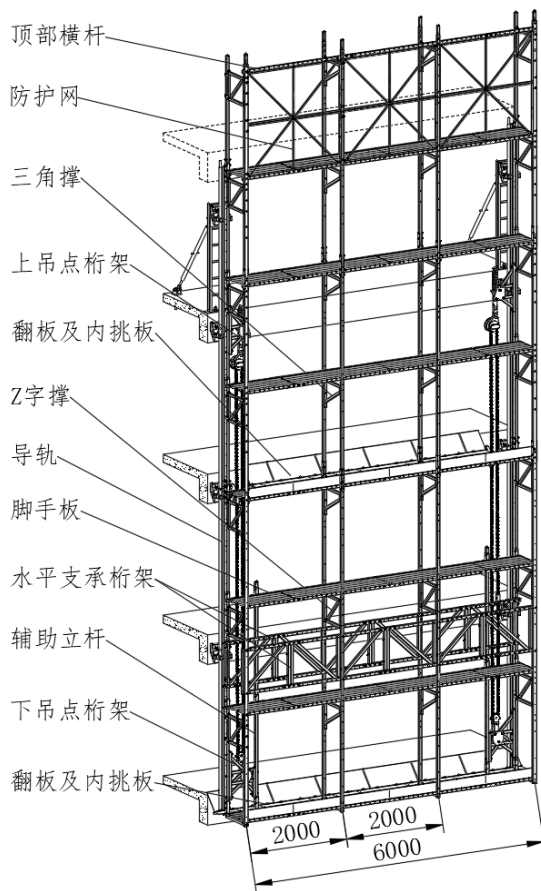 顶部横杆
防护网
三角撑
上吊点桁架
翻板及内挑板
Z字撑
导轨
脚手板
水平支承桁架
辅助立杆
下吊点桁架
翻板及内挑板
2000
2000
6000